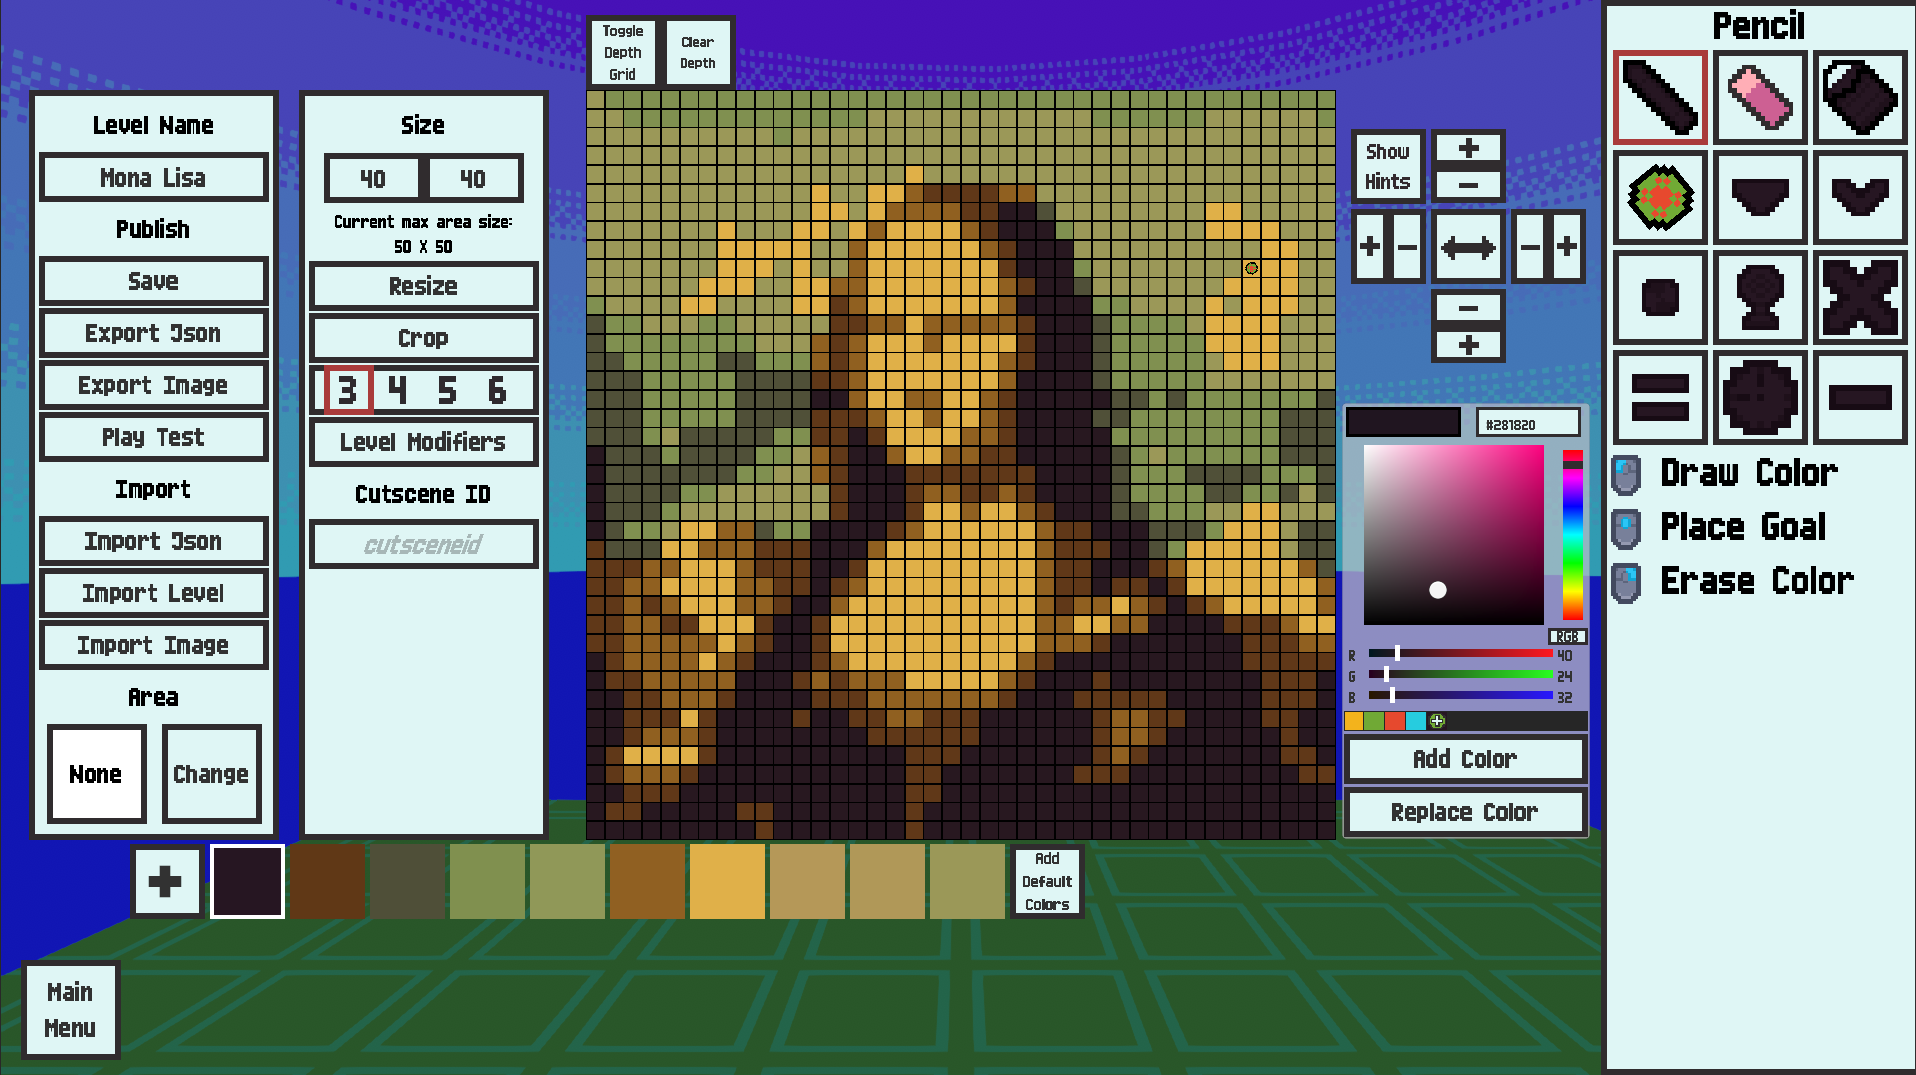 Toggle
Depth
Grid
Clear
Depth
Level Name
Mona Lisa
Publish
Save
Export Json
Export Image
Play Test
Import
Import Json
Import Level
Import Image
Area
None
Change
Size
40
40
Current max area size:
50 X 50
Resize
Crop
3 4 5 6
Level Modifiers
Cutscene ID
cutsceneid
Show
Hints
+
-
+ -
- +
-
+
#281820
RGB
R 40
G 24
B 32
Add Color
Replace Color
+
Add
Default
Colors
Main
Menu
Pencil
Draw Color
Place Goal
Erase Color